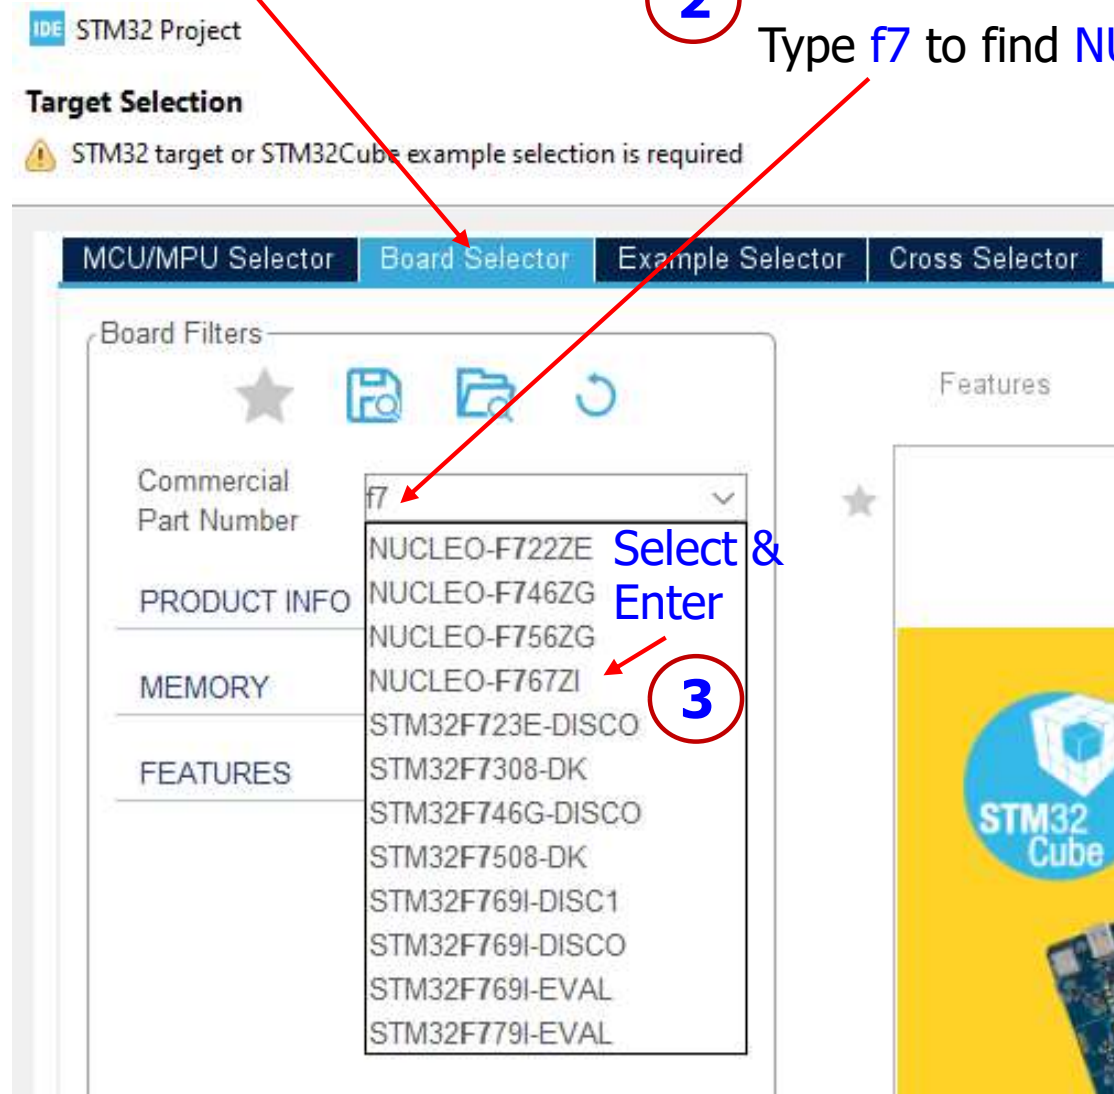 2
IDE STM32 Project
Type f7 to find
Target Selection
STM32 target or STM32Cube example selection is required
MCU/MPU Selector Board Selector Example Selector Cross Selector
Board Filters
Features
Commercial
Part Number
f7
NUCLEO-F722ZE
NUCLEO-F746ZG
NUCLEO-F756ZG
NUCLEO-F767ZI
STM32F723E-DISCO
STM32F7308-DK
STM32F746G-DISCO
STM32F7508-DK
STM32F769I-DISC1
STM32F769I-DISCO
STM32F769I-EVAL
STM32F779I-EVAL
Select &
Enter
3
PRODUCT INFO
MEMORY
FEATURES
STM32
Cube